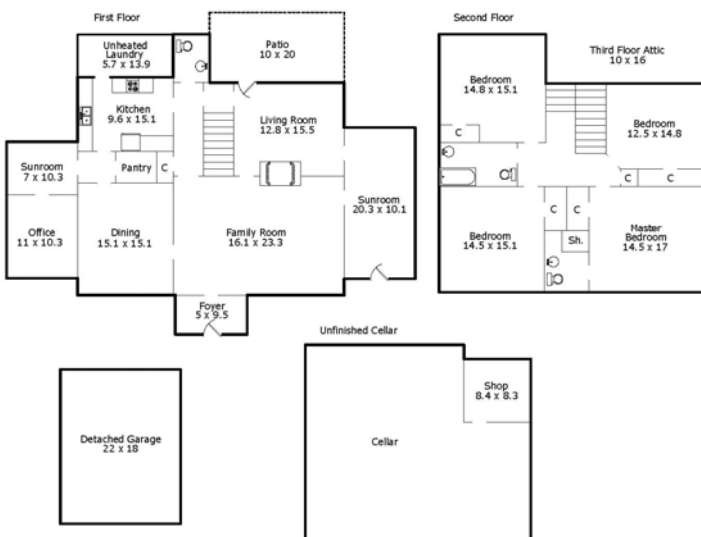 First Floor
Unheated
Laundry
5.7 x 13.9
Patio
10 x 20
Kitchen
9.6 x 15.1
Living Room
12.8 x 15.5
Sunroom
7 x 10.3
Pantry
C
Sunroom
20.3 x 10.1
Office
11 x 10.3
Dining
15.1 x 15.1
Family Room
16.1 x 23.3
Foyer
5 x 9.5
Second Floor
Third Floor Attic
10 x 16
Bedroom
14.8 x 15.1
Bedroom
12.5 x 14.8
C
C
C
C
C
Bedroom
14.5 x 15.1
Sh.
Master
Bedroom
14.5 x 17
Unfinished Cellar
Shop
8.4 x 8.3
Cellar
Detached Garage
22 x 18